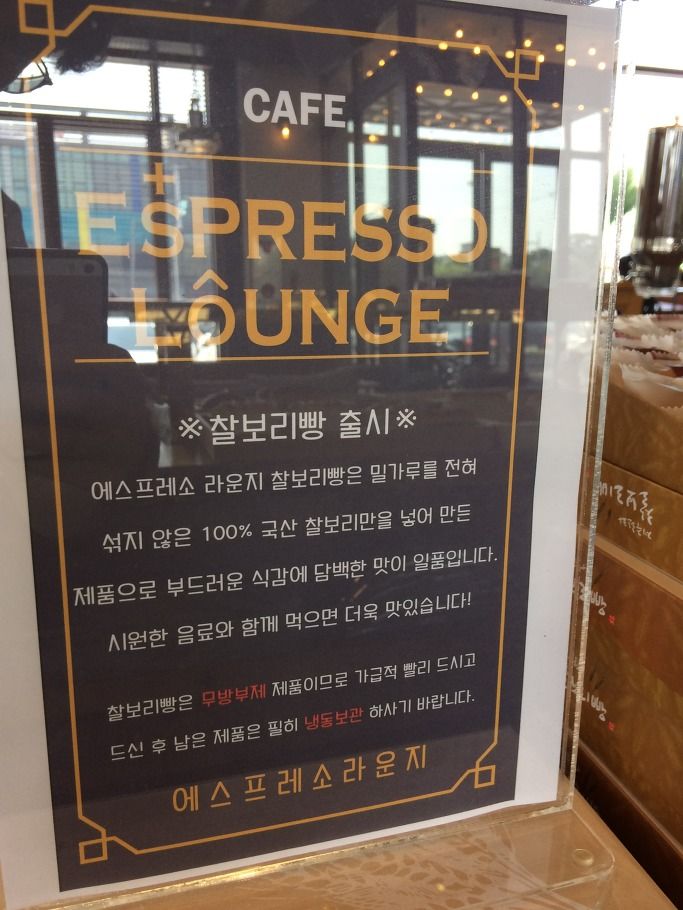 CAFE
ESPRESSO
LÔUNGE
※찰보리빵 출시※
에스프레소 라운지 찰보리빵은 밀가루를 전혀
섞지 않은 100% 국산 찰보리만을 넣어 만든
제품으로 부드러운 식감에 담백한 맛이 일품입니다.
시원한 음료와 함께 먹으면 더욱 맛있습니다!
찰보리빵은 무방부제 제품이므로 가급적 빨리 드시고
드신 후 남은 제품은 필히 냉동보관 하사기 바랍니다.
에스프레소라운지